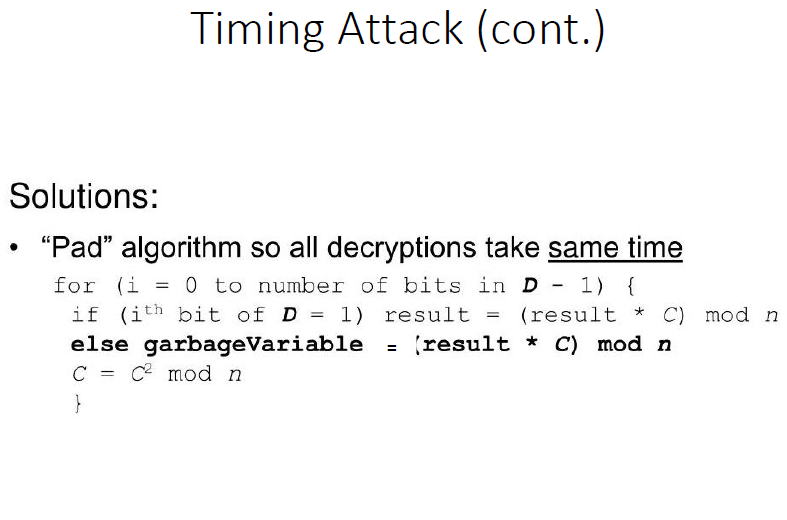 Timing Attack (cont.)
Solutions:
• “Pad” algorithm so all decryptions take same time
for (i = 0 to number of bits in D - 1) {
if (ith bit of D = 1) result = (result * C) mod n
else garbageVariable = (result * C) mod n
C = C² mod n
}